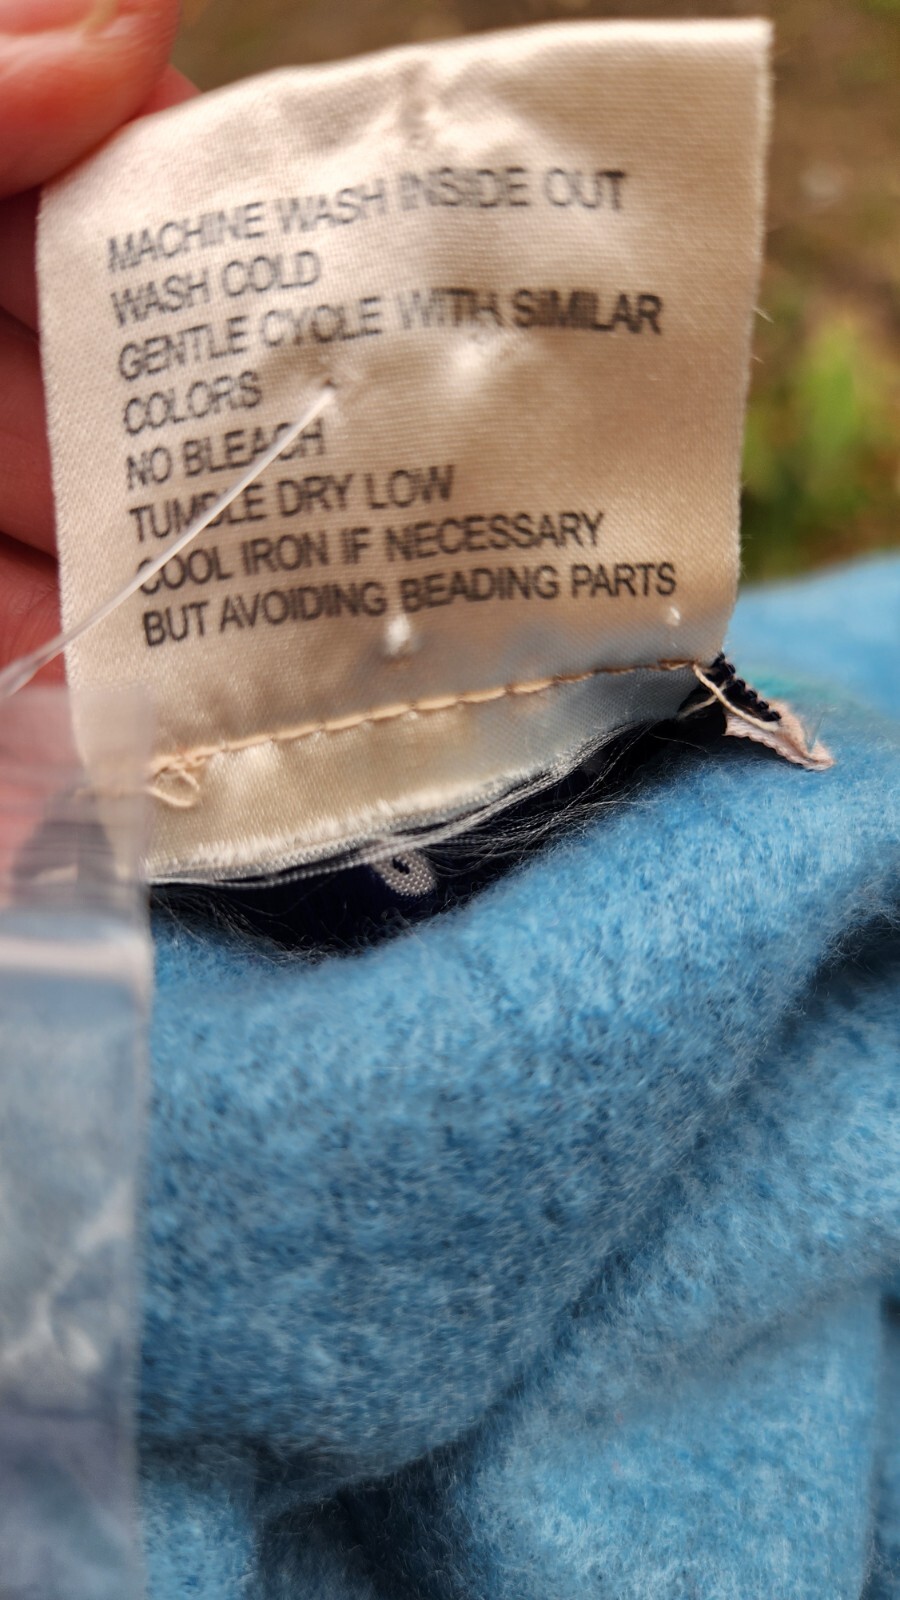 MACHINE WASH INSIDE OUT
WASH COLD
GENTLE CYCLE WITH SIMILAR
COLORS
NO BLEACH
TUMBLE DRY LOW
COOL IRON IF NECESSARY
BUT AVOIDING BEADING PARTS